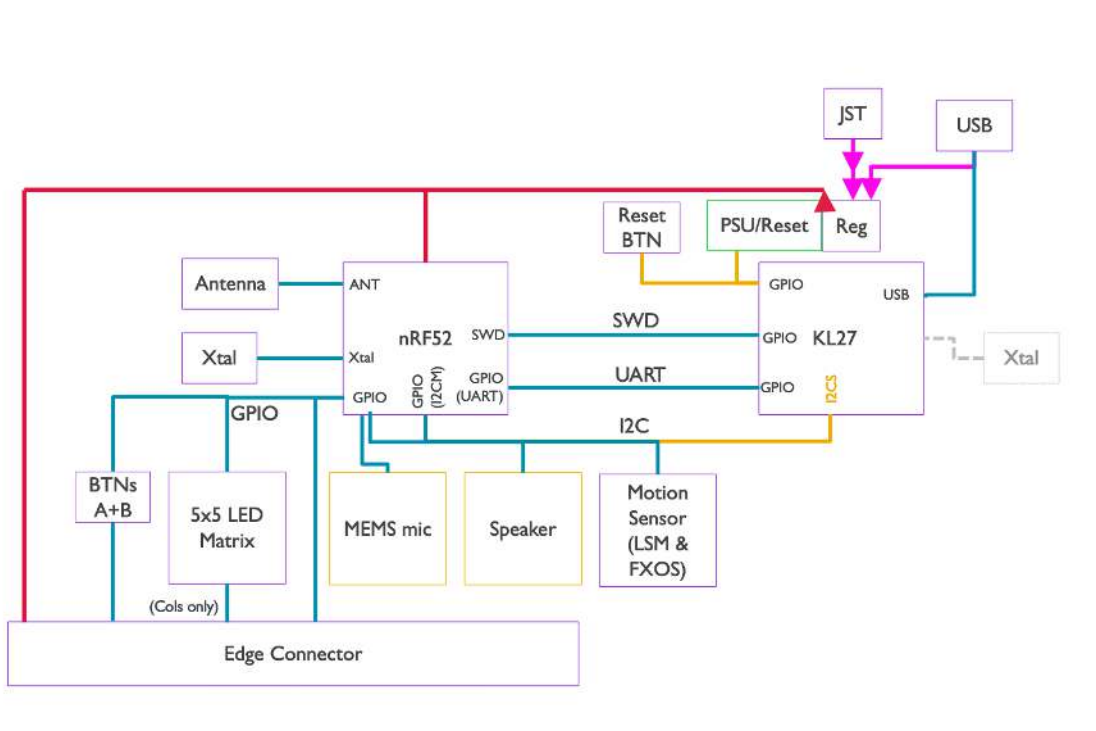 JST
USB
Reset
BTN
PSU/Reset
Reg
Antenna
ANT
GPIO
USB
SWD
nRF52
SWD
GPIO
KL27
Xtal
Xtal
Xtal
GPIO
(I2CM)
GPIO
(UART)
UART
GPIO
I2CS
GPIO
GPIO
I2C
BTNs
A+B
5x5 LED
Matrix
MEMS mic
Speaker
Motion
Sensor
(LSM &
FXOS)
(Cols only)
Edge Connector